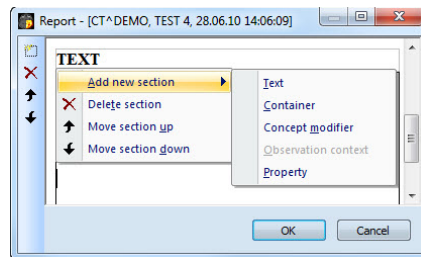 Report - [CT^DEMO, TEST 4, 28.06.10 14:06:09]
TEXT
Add new section
Delete section
Move section up
Move section down
Text
Container
Concept modifier
Observation context
Property
OK
Cancel